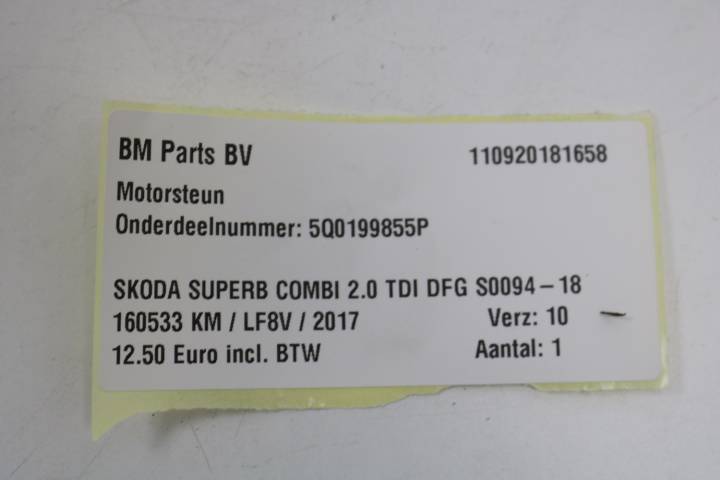 BM Parts BV 110920181658
Motorsteun
Onderdeelnummer: 5Q0199855P
SKODA SUPERB COMBI 2.0 TDI DFG S0094-18
160533 KM / LF8V / 2017 Verz: 10
12.50 Euro incl. BTW Aantal: 1